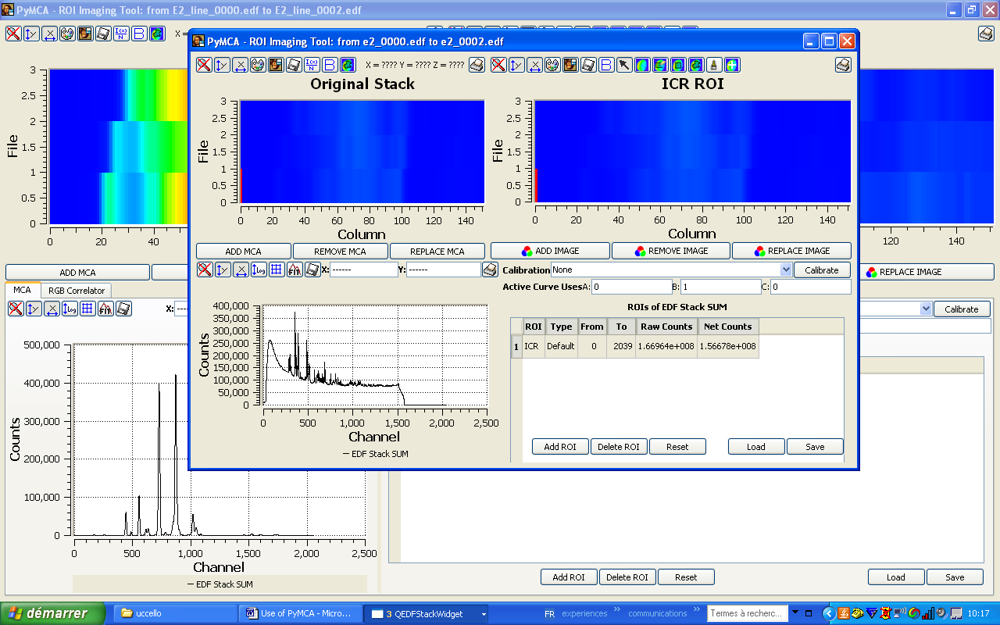 PyMCA - ROI Imaging Tool: from E2_line_0000.edf to E2_line_0002.edf
X =
3
2.5
2
1.5
1
0.5
0
File
0 20 40
120 140
ADD MCA
REPLACE IMAGE
MCA RGB Correlator
X: ---
Calibrate
500,000
400,000
300,000
200,000
100,000
0
Counts
0 500 1,000 1,500 2,000 2,500
Channel
— EDF Stack SUM
Add ROI Delete ROI Reset Load Save
PyMCA - ROI Imaging Tool: from e2_0000.edf to e2_0002.edf
X = ???? Y = ???? Z = ????
Original Stack
3
2.5
2
1.5
1
0.5
0
File
0 20 40 60 80 100 120 140
Column
ICR ROI
3
2.5
2
1.5
1
0.5
0
File
0 20 40 60 80 100 120 140
Column
ADD MCA REMOVE MCA REPLACE MCA
ADD IMAGE REMOVE IMAGE REPLACE IMAGE
X: ------ Y: ------
Calibration None Calibrate
Active Curve Uses A: 0 B: 1 C: 0
400,000
350,000
300,000
250,000
200,000
150,000
100,000
50,000
0
Counts
0 500 1,000 1,500 2,000 2,500
Channel
— EDF Stack SUM
ROIs of EDF Stack SUM
ROI Type From To Raw Counts Net Counts
1 ICR Default 0 2039 1.66964e+008 1.56678e+008
Add ROI Delete ROI Reset Load Save
démarrer uccello Use of PyMCA - Micro... 3 QEDFStackWidget FR experiences » communications » Termes à recherc... 10:17